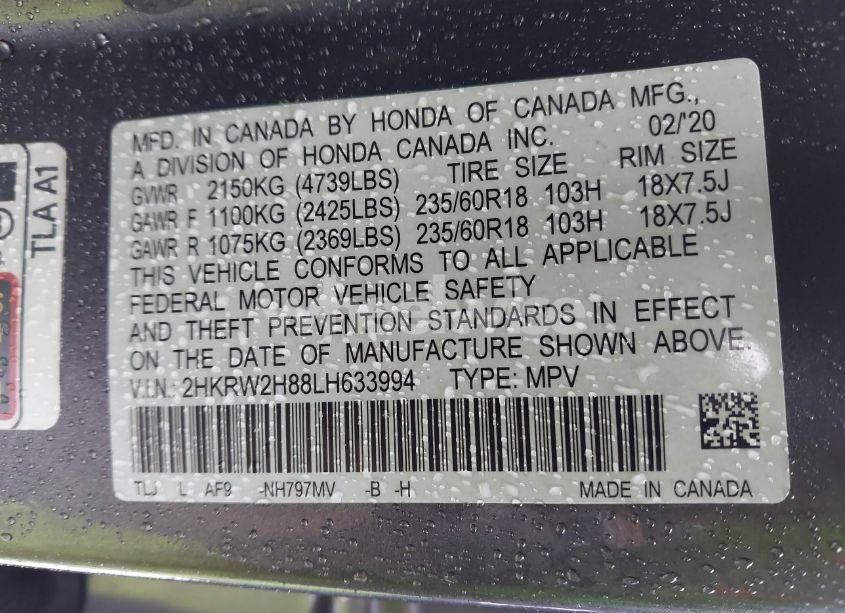 MFD. IN CANADA BY HONDA OF CANADA MFG.,
A DIVISION OF HONDA CANADA INC. 02/'20
GVWR 2150KG (4739LBS) TIRE SIZE RIM SIZE
GAWR F 1100KG (2425LBS) 235/60R18 103H 18X7.5J
GAWR R 1075KG (2369LBS) 235/60R18 103H 18X7.5J
THIS VEHICLE CONFORMS TO ALL APPLICABLE
FEDERAL MOTOR VEHICLE SAFETY
AND THEFT PREVENTION STANDARDS IN EFFECT
ON THE DATE OF MANUFACTURE SHOWN ABOVE.
V.I.N.: 2HKRW2H88LH633994 TYPE: MPV
TLJ L AF9 -NH797MV -B -H MADE IN CANADA
TLA A1